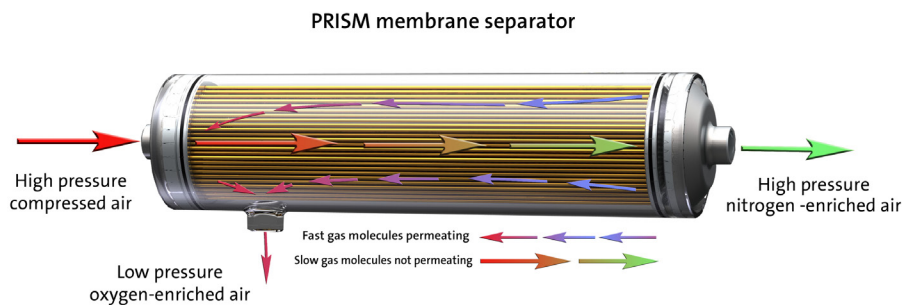 PRISM membrane separator
High pressure
compressed air
High pressure
nitrogen -enriched air
Fast gas molecules permeating
Slow gas molecules not permeating
Low pressure
oxygen-enriched air